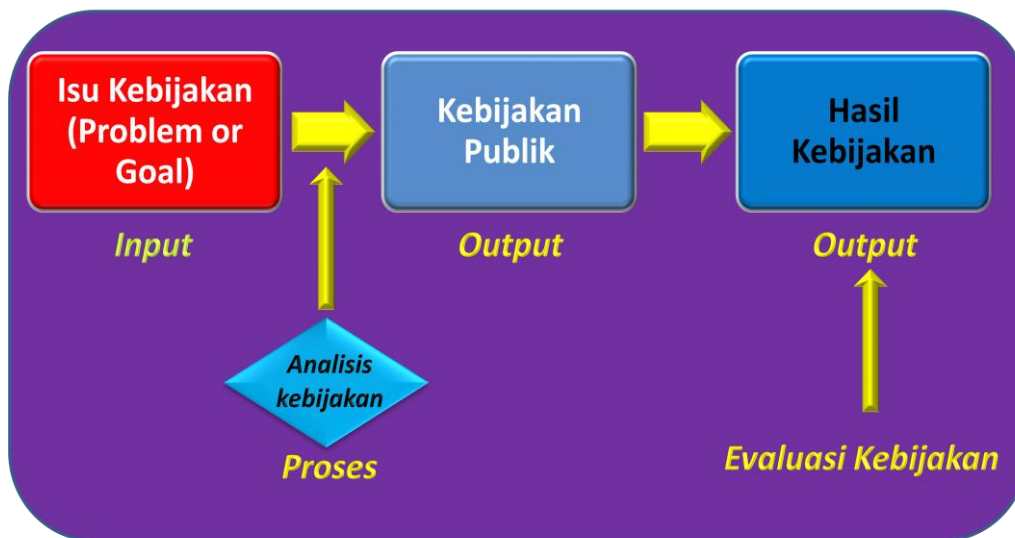 Isu Kebijakan
(Problem or
Goal)
Kebijakan
Publik
Hasil
Kebijakan
Input
Output
Output
Analisis
kebijakan
Proses
Evaluasi Kebijakan